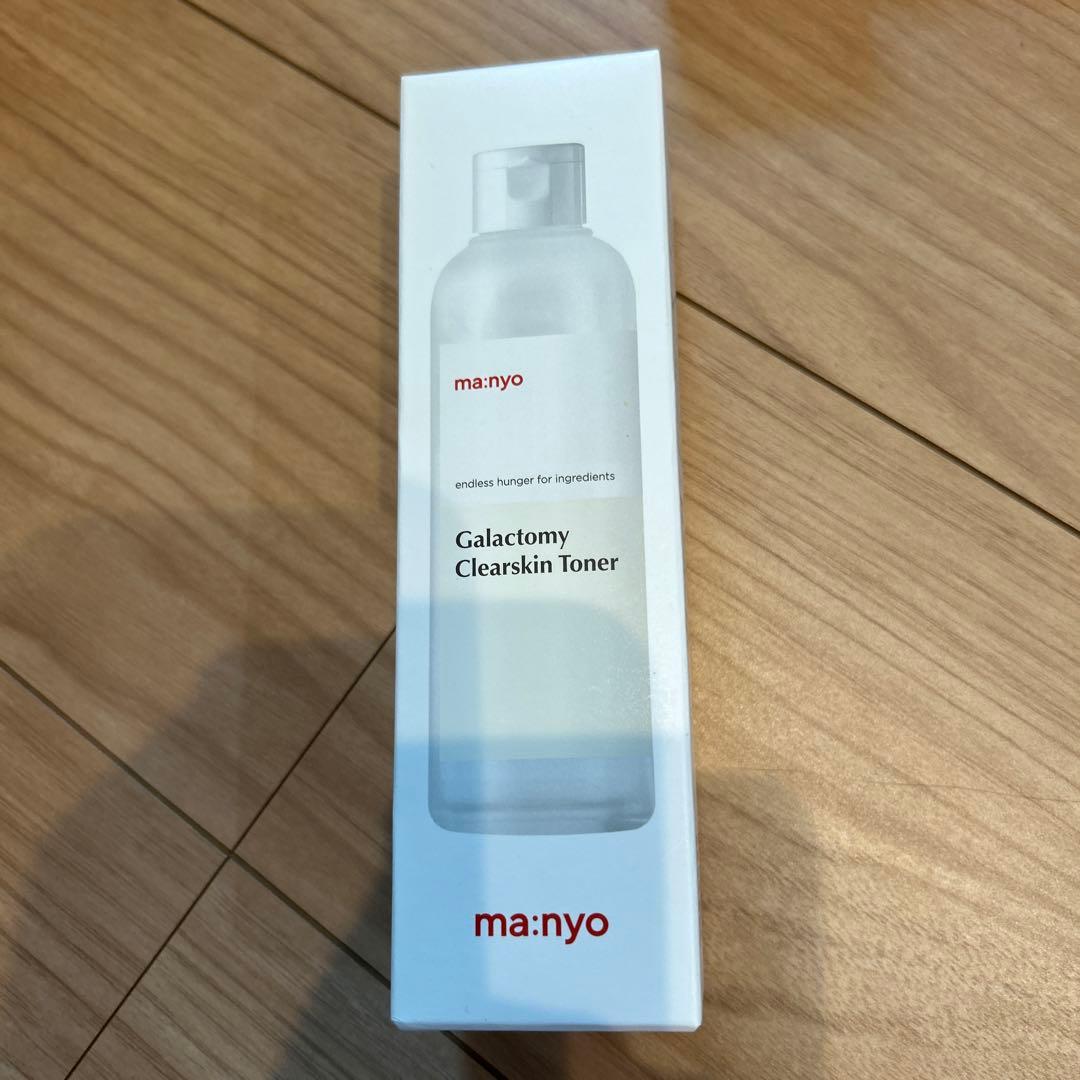 ma:nyo
endless hunger for ingredients
Galactomy
Clearskin Toner
ma:nyo